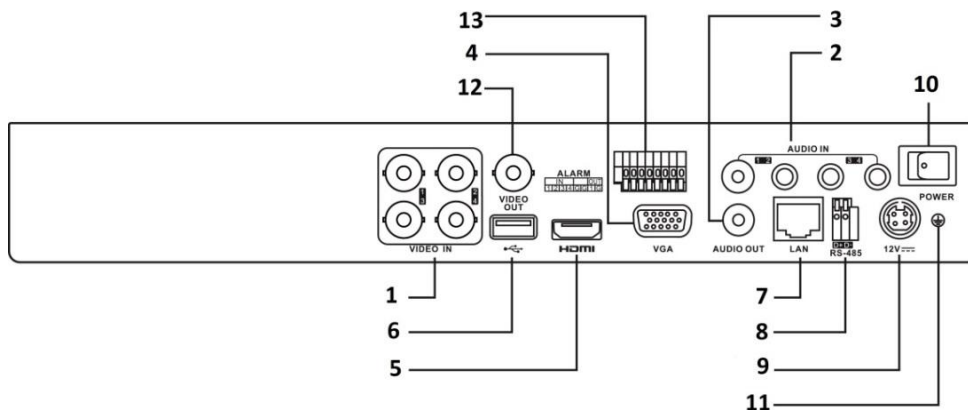 13
3
4
2
12
10
AUDIO IN
1 2
3 4
ALARM
IN
OUT
VIDEO OUT
POWER
VIDEO IN
HDMI
VGA
AUDIO OUT
LAN
D+ D-
RS-485
12V
1
6
5
7
8
9
11